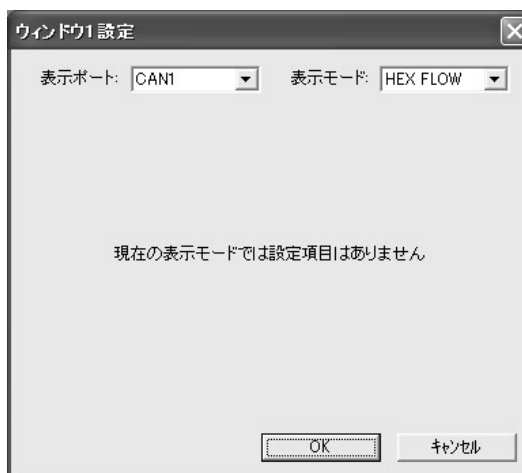 ウィンドウ1設定
表示ポート: CAN1 表示モード: HEX FLOW
現在の表示モードでは設定項目はありません
OK キャンセル